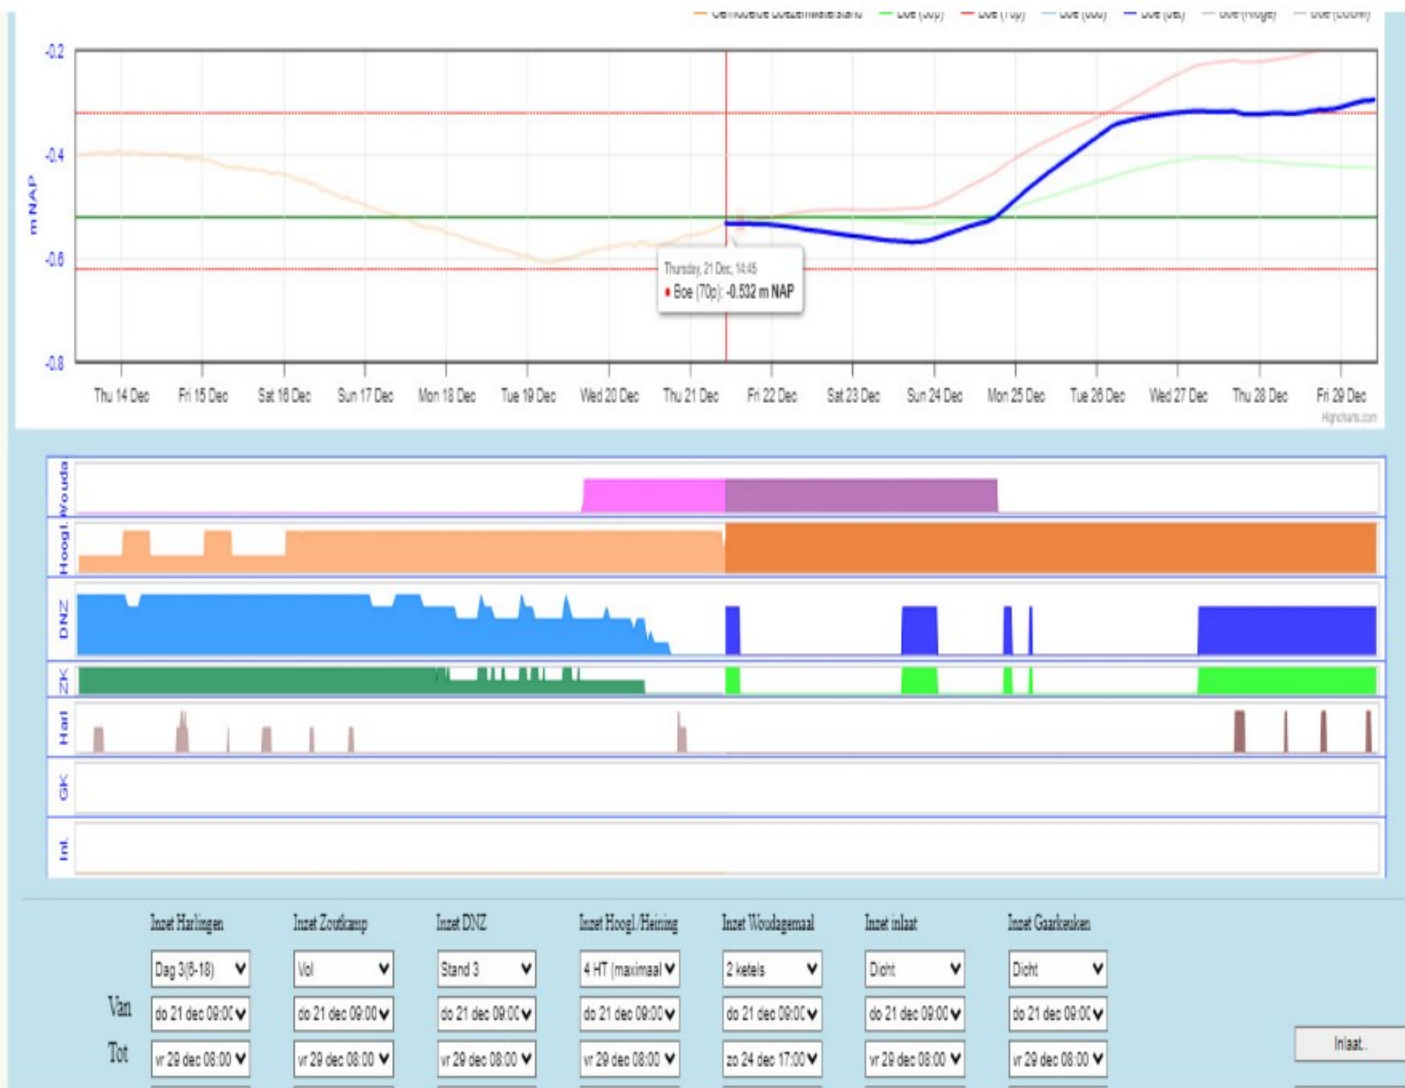 -0.2
-0.4
-0.6
-0.8
m NAP
Thursday, 21 Dec, 14:45
● Boe (70p): -0.532 m NAP
Thu 14 Dec Fri 15 Dec Sat 16 Dec Sun 17 Dec Mon 18 Dec Tue 19 Dec Wed 20 Dec Thu 21 Dec Fri 22 Dec Sat 23 Dec Sun 24 Dec Mon 25 Dec Tue 26 Dec Wed 27 Dec Thu 28 Dec Fri 29 Dec
Highcharts.com
Wouda
Hoogl.
DNZ
ZK
Harl
GK
Inl.
Inzet Harlingen Inzet Zoutkamp Inzet DNZ Inzet Hoogl./Heining Inzet Woudagemaal Inzet inlaat Inzet Gaarkeuken
Dag 3(6-18) Vol Stand 3 4 HT (maximaal 2 ketels Dicht Dicht
Van do 21 dec 09:00 do 21 dec 09:00 do 21 dec 09:00 do 21 dec 09:00 do 21 dec 09:00 do 21 dec 09:00 do 21 dec 09:00
Tot vr 29 dec 08:00 vr 29 dec 08:00 vr 29 dec 08:00 vr 29 dec 08:00 zo 24 dec 17:00 vr 29 dec 08:00 vr 29 dec 08:00
Inlaat..